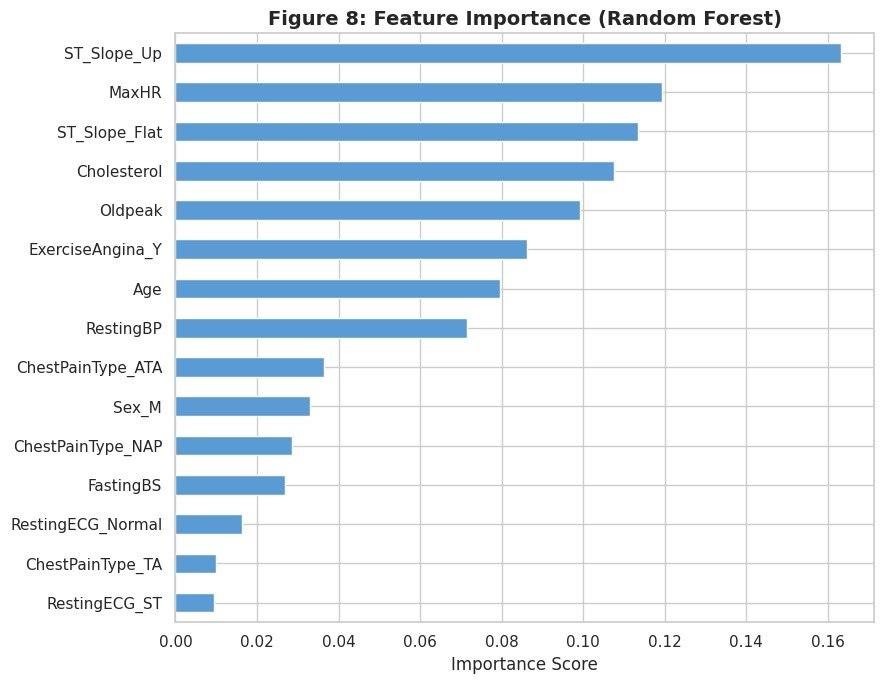 Figure 8: Feature Importance (Random Forest)
ST_Slope_Up
MaxHR
ST_Slope_Flat
Cholesterol
Oldpeak
ExerciseAngina_Y
Age
RestingBP
ChestPainType_ATA
Sex_M
ChestPainType_NAP
FastingBS
RestingECG_Normal
ChestPainType_TA
RestingECG_ST
0.00 0.02 0.04 0.06 0.08 0.10 0.12 0.14 0.16
Importance Score